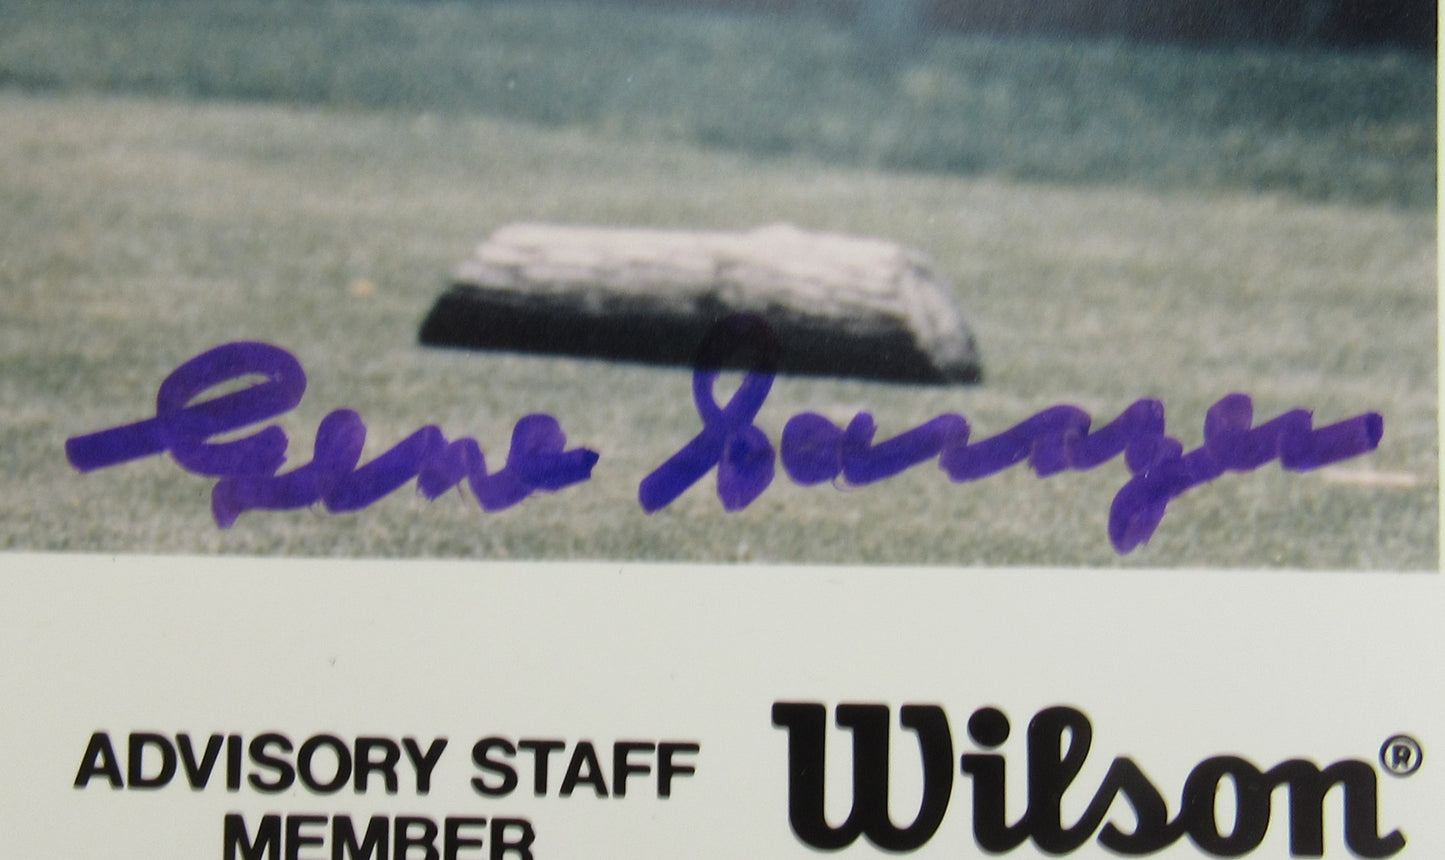 Gene Sarazen
ADVISORY STAFF
MEMBER
Wilson®